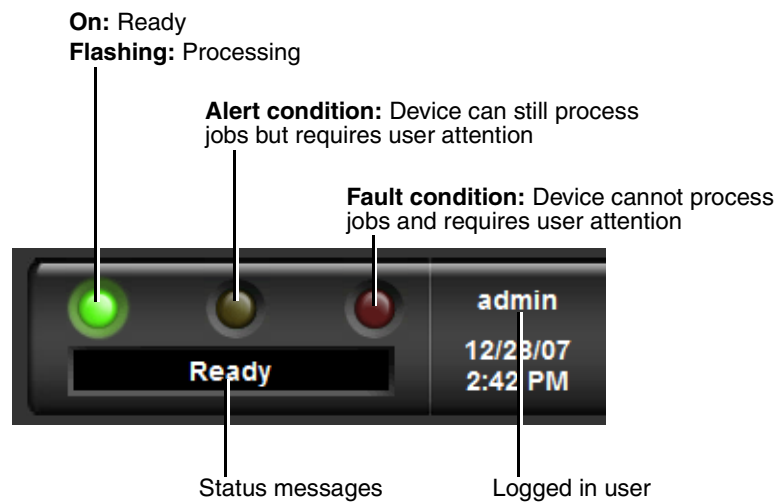 On: Ready
Flashing: Processing
Alert condition: Device can still process
jobs but requires user attention
Fault condition: Device cannot process
jobs and requires user attention
admin
12/28/07
2:42 PM
Ready
Status messages
Logged in user